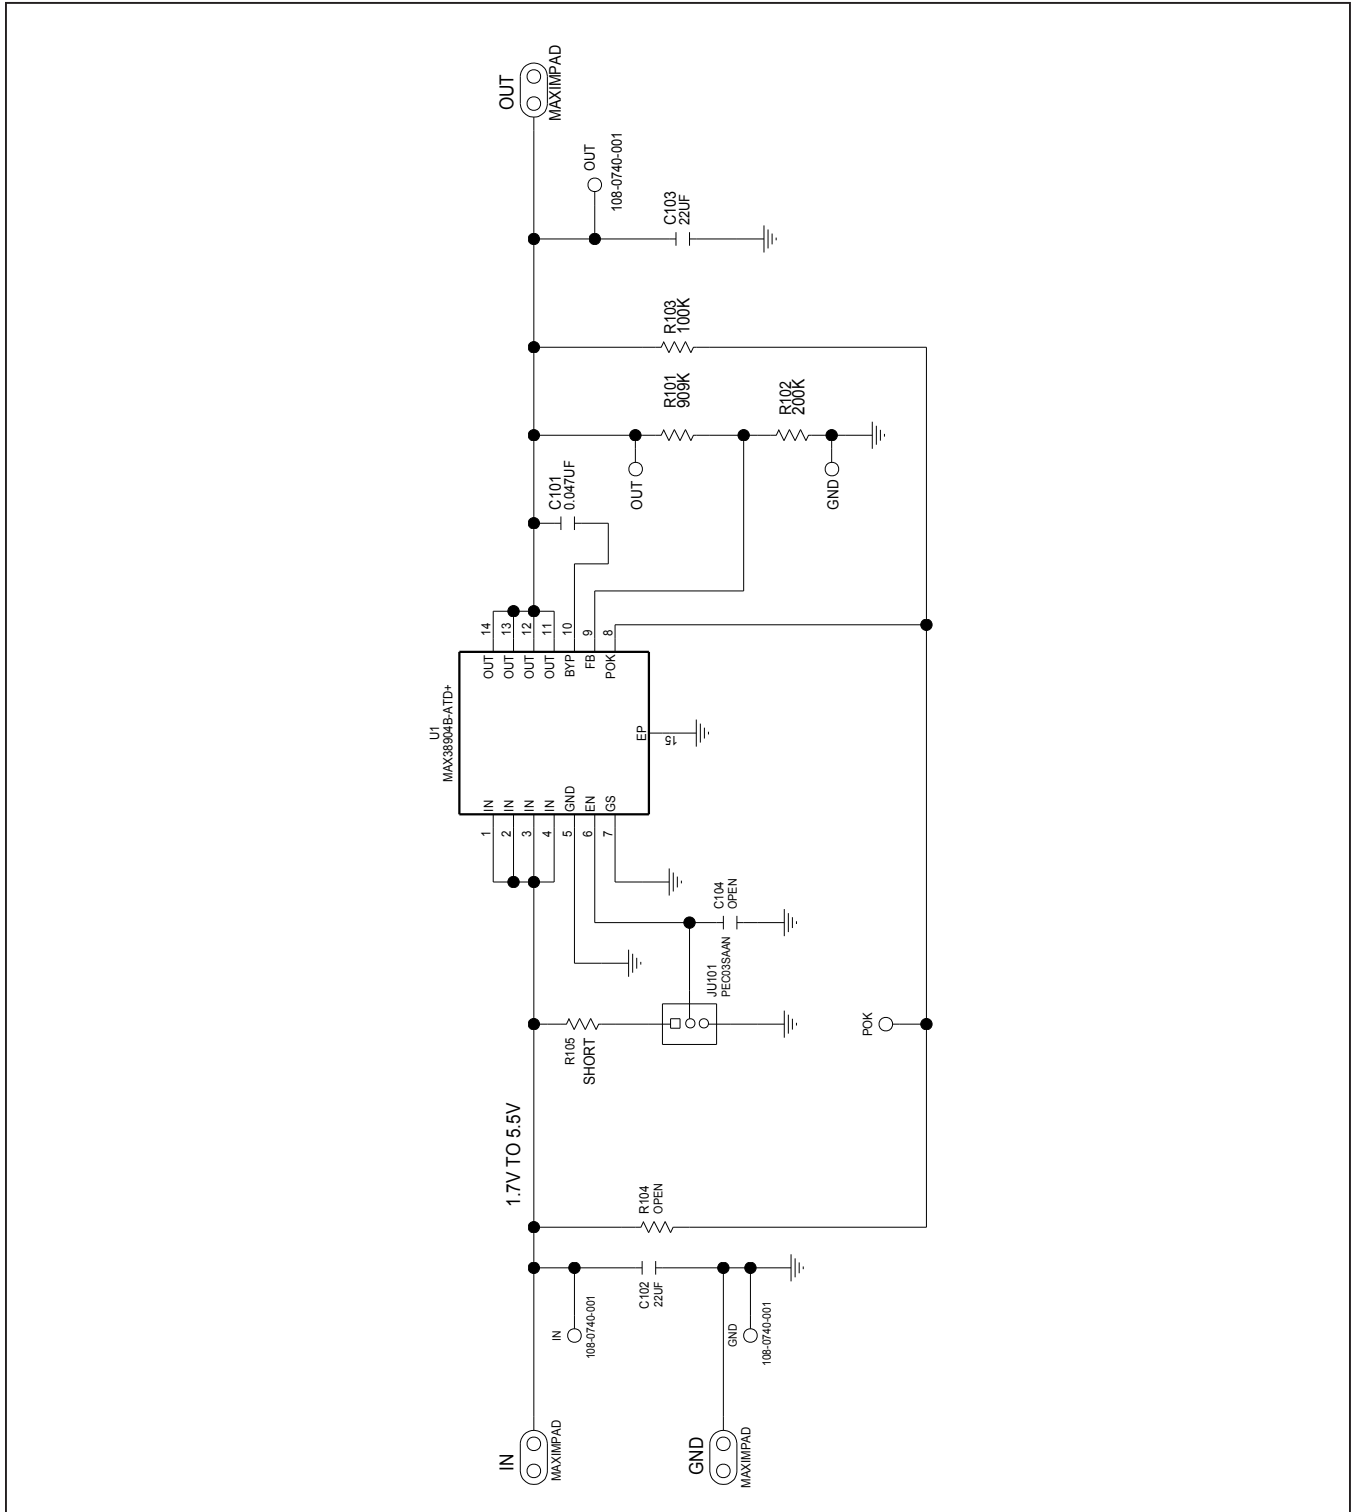 IN
MAXIMPAD
GND
MAXIMPAD
IN
108-0740-001
GND
108-0740-001
C102
22UF
R104
OPEN
1.7V TO 5.5V
R105
SHORT
JU101
PEC03SAAN
C104
OPEN
POK
U1
MAX38904B-ATD+
1 IN
2 IN
3 IN
4 IN
5 GND
6 EN
7 GS
EP
15
OUT 14
OUT 13
OUT 12
OUT 11
BYP 10
FB 9
POK 8
C101
0.047UF
OUT
GND
R101
909K
R102
200K
R103
100K
C103
22UF
OUT
108-0740-001
OUT
MAXIMPAD